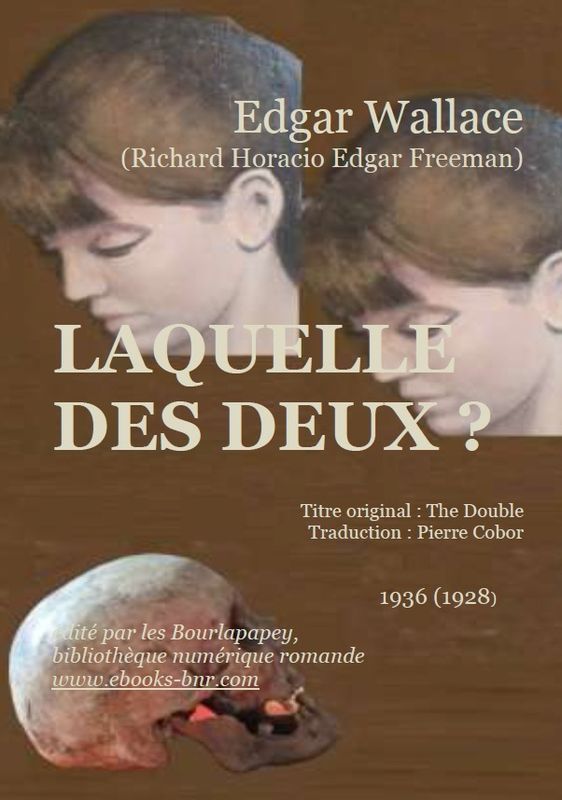 Edgar Wallace
(Richard Horacio Edgar Freeman)
LAQUELLE
DES DEUX ?
Titre original : The Double
Traduction : Pierre Cobor
1936 (1928)
édité par les Bourlapapey,
bibliothèque numérique romande
www.ebooks-bnr.com